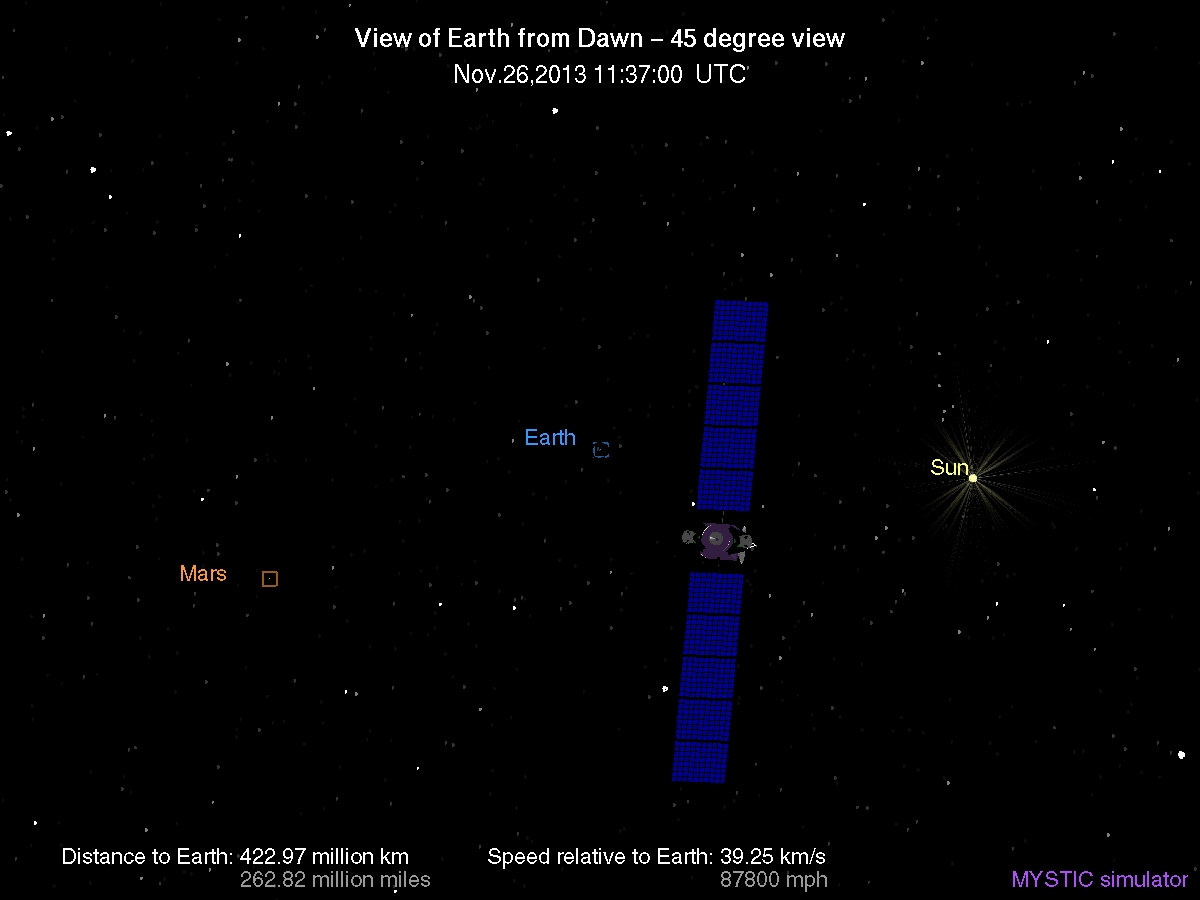 View of Earth from Dawn – 45 degree view
Nov.26,2013 11:37:00 UTC
Earth
Sun
Mars
Distance to Earth: 422.97 million km
262.82 million miles
Speed relative to Earth: 39.25 km/s
87800 mph
MYSTIC simulator